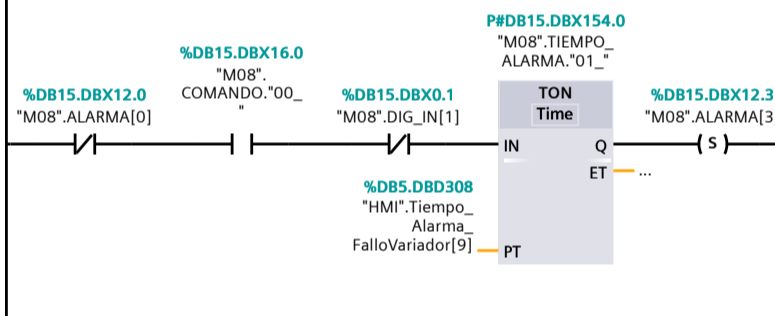 P#DB15.DBX154.0
"M08".TIEMPO_
ALARMA."01_"
%DB15.DBX16.0
"M08".
COMANDO."00_
"
%DB15.DBX12.0
"M08".ALARMA[0]
%DB15.DBX0.1
"M08".DIG_IN[1]
TON
Time
%DB15.DBX12.3
"M08".ALARMA[3
IN
Q
S
ET
...
%DB5.DBD308
"HMI".Tiempo_
Alarma_
FalloVariador[9]
PT